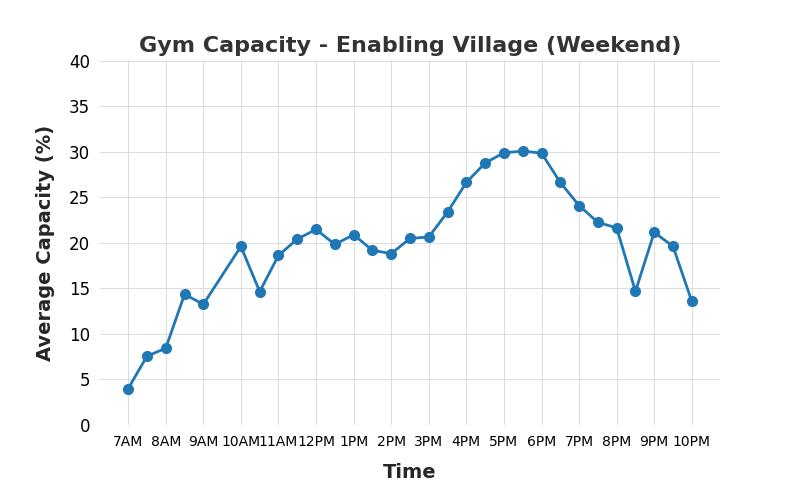 Gym Capacity - Enabling Village (Weekend)
40
35
30
25
20
15
10
5
0
Average Capacity (%)
7AM 8AM 9AM 10AM 11AM 12PM 1PM 2PM 3PM 4PM 5PM 6PM 7PM 8PM 9PM 10PM
Time